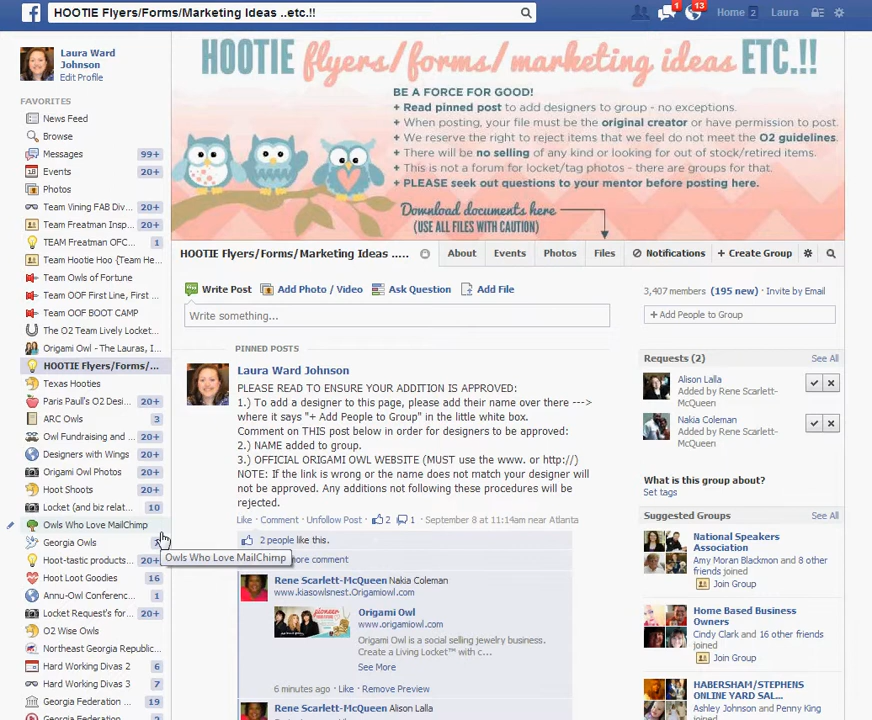 HOOTIE Flyers/Forms/Marketing Ideas ..etc.!!
1
13
Home 2
Laura
Laura Ward
Johnson
Edit Profile
FAVORITES
News Feed
Browse
Messages 99+
Events 20+
Photos
Team Vining FAB Div... 20+
Team Freatman Insp... 20+
TEAM Freatman OFC... 1
Team Hootie Hoo {Team He...
Team Owls of Fortune
Team OOF First Line, First ...
Team OOF BOOT CAMP
The O2 Team Lively Locket...
Origami Owl - The Lauras, I...
HOOTIE Flyers/Forms/...
Texas Hooties
Paris Paull's O2 Desi... 20+
ARC Owls 3
Owl Fundraising and ... 20+
Designers with Wings 20+
Origami Owl Photos 20+
Hoot Shoots 20+
Locket (and biz relat... 10
Owls Who Love MailChimp
Georgia Owls
Owls Who Love MailChimp
Hoot-tastic products... 20+
Hoot Loot Goodies 16
Annu-Owl Conferenc... 1
Locket Request's for... 20+
O2 Wise Owls
Northeast Georgia Republic...
Hard Working Divas 2 6
Hard Working Divas 3 7
Georgia Federation ... 19
Georgia Federation ... 2
HOOTIE flyers/forms/marketing ideas ETC.!!
BE A FORCE FOR GOOD!
+ Read pinned post to add designers to group - no exceptions.
+ When posting, your file must be the original creator or have permission to post.
+ We reserve the right to reject items that we feel do not meet the O2 guidelines.
+ There will be no selling of any kind or looking for out of stock/retired items.
+ This is not a forum for locket/tag photos - there are groups for that.
+ PLEASE seek out questions to your mentor before posting here.
Download documents here
(USE ALL FILES WITH CAUTION)
HOOTIE Flyers/Forms/Marketing Ideas .....
About
Events
Photos
Files
Notifications
+ Create Group
Write Post
Add Photo / Video
Ask Question
Add File
Write something...
PINNED POSTS
Laura Ward Johnson
PLEASE READ TO ENSURE YOUR ADDITION IS APPROVED:
1.) To add a designer to this page, please add their name over there --->
where it says "+ Add People to Group" in the little white box.
Comment on THIS post below in order for designers to be approved:
2.) NAME added to group.
3.) OFFICIAL ORIGAMI OWL WEBSITE (MUST use the www. or http://)
NOTE: If the link is wrong or the name does not match your designer will
not be approved. Any additions not following these procedures will be
rejected.
Like · Comment · Unfollow Post · 2 1 · September 8 at 11:14am near Atlanta
2 people like this.
more comment
Rene Scarlett-McQueen Nakia Coleman
www.kiasowlsnest.Origamiowl.com
Origami Owl
www.origamiowl.com
Origami Owl is a social selling jewelry business.
Create a Living Locket™ with c...
See More
6 minutes ago · Like · Remove Preview
Rene Scarlett-McQueen Alison Lalla
3,407 members (195 new) · Invite by Email
+ Add People to Group
Requests (2) See All
Alison Lalla
Added by Rene Scarlett-
McQueen
Nakia Coleman
Added by Rene Scarlett-
McQueen
What is this group about?
Set tags
Suggested Groups See All
National Speakers
Association
Amy Moran Blackmon and 8 other
friends joined
Join Group
Home Based Business
Owners
Cindy Clark and 16 other friends
joined
Join Group
HABERSHAM/STEPHENS
ONLINE YARD SAL...
Ashley Johnson and Penny King
joined